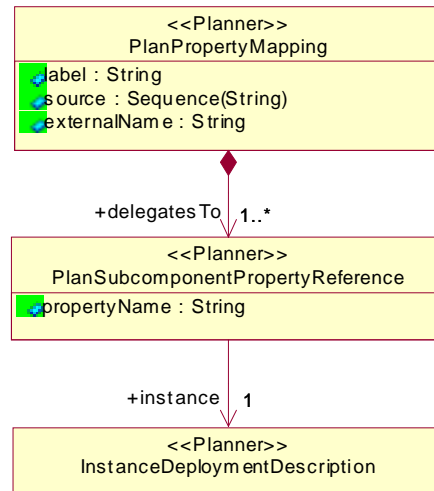 <<Planner>>
PlanPropertyMapping
label : String
source : Sequence(String)
externalName : String
+delegatesTo 1..*
<<Planner>>
PlanSubcomponentPropertyReference
propertyName : String
+instance 1
<<Planner>>
InstanceDeploymentDescription